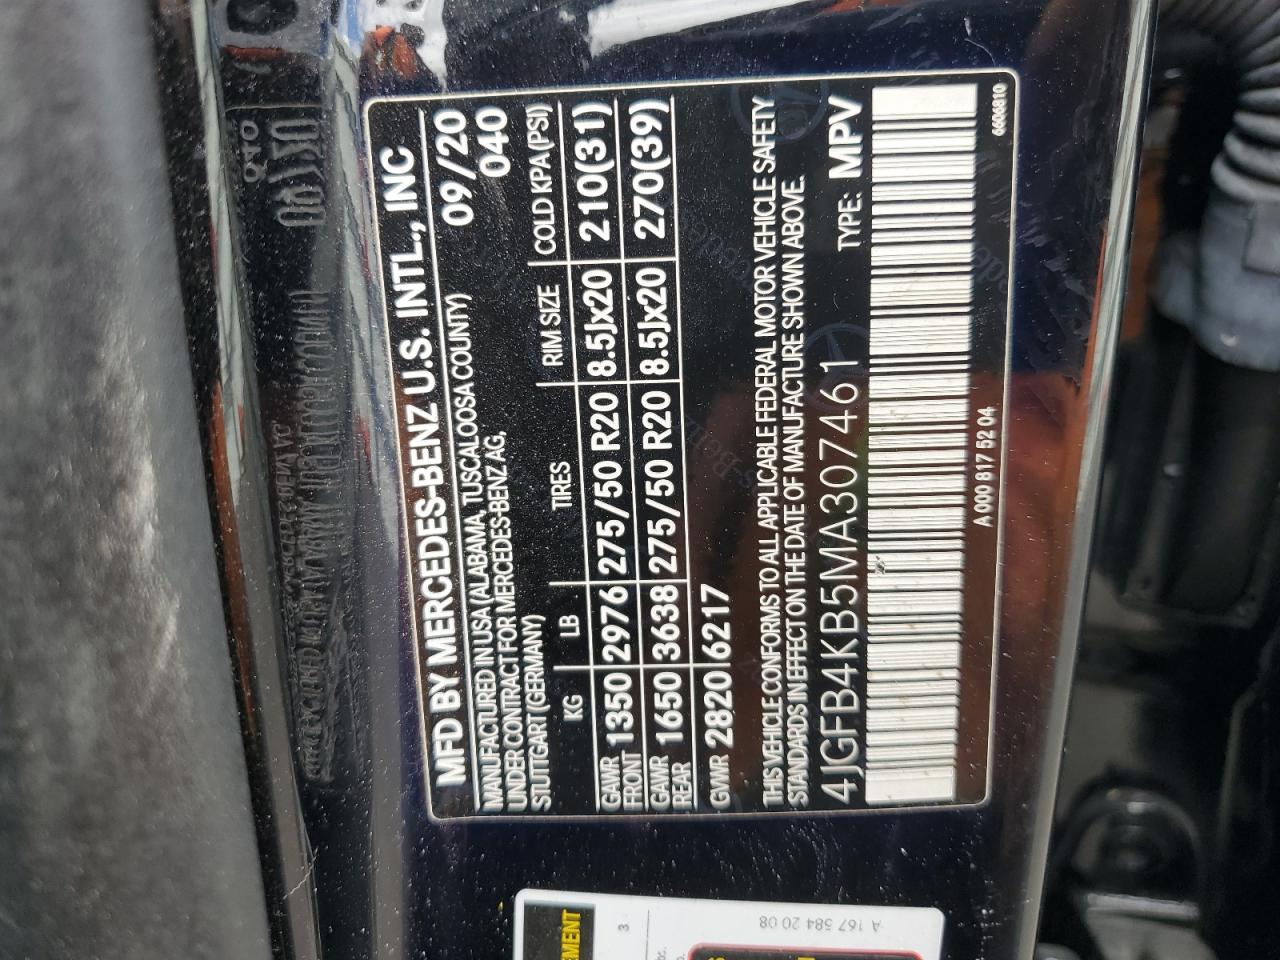 MFD BY MERCEDES-BENZ U.S. INTL., INC
MANUFACTURED IN USA (ALABAMA, TUSCALOOSA COUNTY) 09/20
UNDER CONTRACT FOR MERCEDES-BENZ AG, 040
STUTTGART (GERMANY)
KG LB TIRES RIM SIZE COLD KPA (PSI)
GAWR FRONT 1350 2976 275/50 R20 8.5Jx20 210(31)
GAWR REAR 1650 3638 275/50 R20 8.5Jx20 270(39)
GVWR 2820 6217
THIS VEHICLE CONFORMS TO ALL APPLICABLE FEDERAL MOTOR VEHICLE SAFETY
STANDARDS IN EFFECT ON THE DATE OF MANUFACTURE SHOWN ABOVE.
4JGFB4KB5MA307461 TYPE: MPV
A 000 817 52 04
6606810
A 167 584 20 08